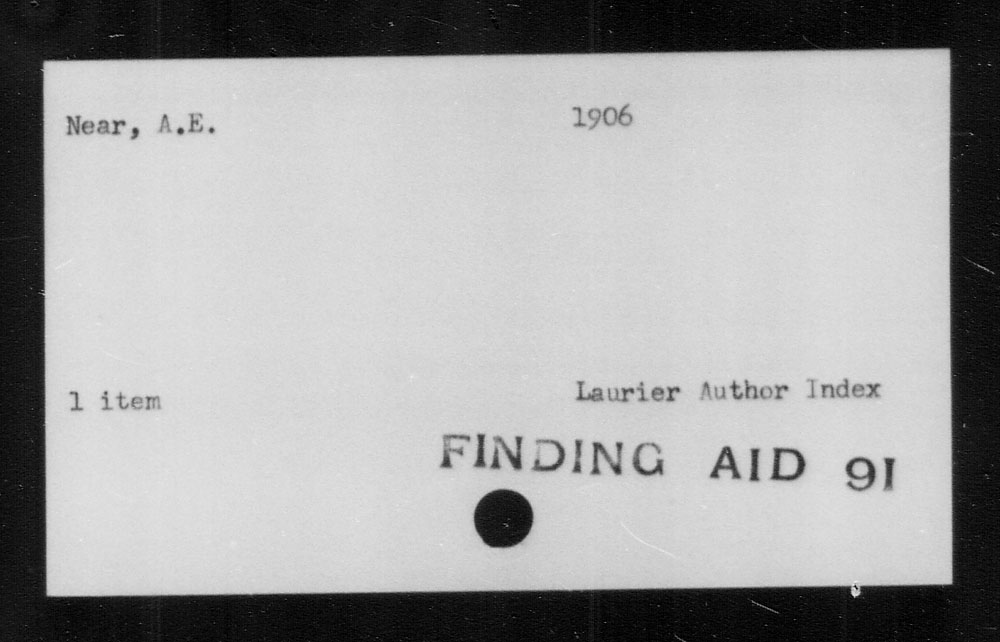 Near, A.E. 1906
1 item Laurier Author Index
FINDING AID 91